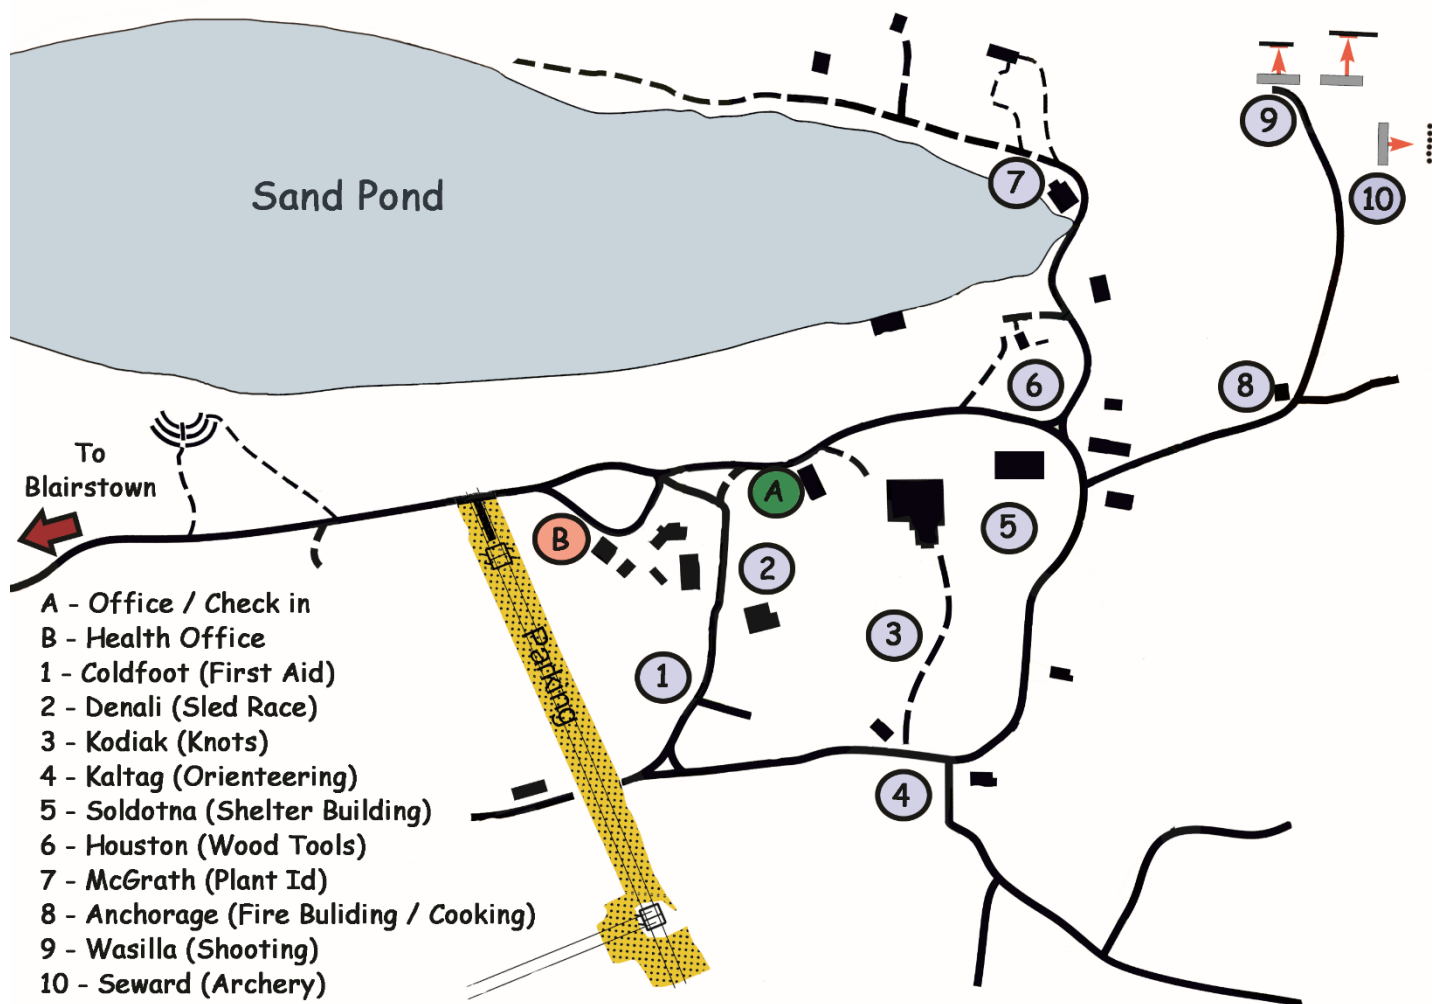 Sand Pond
7
9
10
6
8
To
Blairstown
A
B
5
2
3
1
4
Parking
A - Office / Check in
B - Health Office
1 - Coldfoot (First Aid)
2 - Denali (Sled Race)
3 - Kodiak (Knots)
4 - Kaltag (Orienteering)
5 - Soldotna (Shelter Building)
6 - Houston (Wood Tools)
7 - McGrath (Plant Id)
8 - Anchorage (Fire Buliding / Cooking)
9 - Wasilla (Shooting)
10 - Seward (Archery)